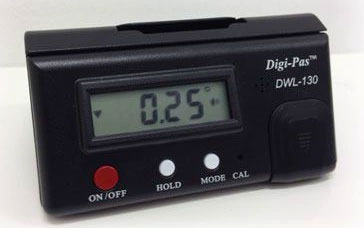 Digi-Pas™
DWL-130
0.25°
ON/OFF
HOLD
MODE
CAL